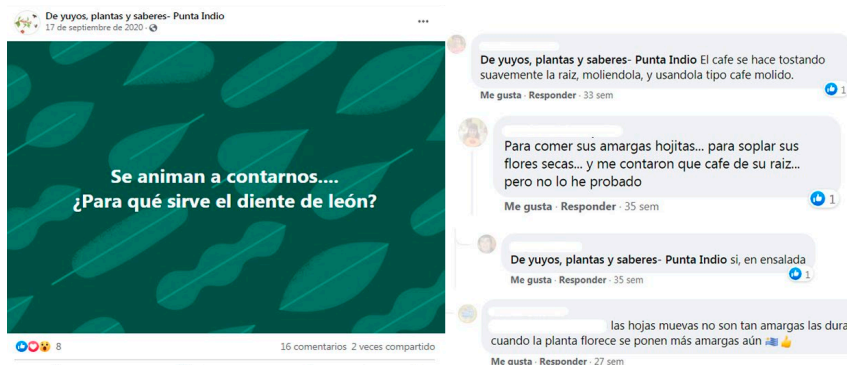 De yuyos, plantas y saberes- Punta Indio
17 de septiembre de 2020 ·
Se animan a contarnos....
¿Para qué sirve el diente de león?
8
16 comentarios 2 veces compartido
De yuyos, plantas y saberes- Punta Indio El cafe se hace tostando
suavemente la raiz, moliendola, y usandola tipo cafe molido.
Me gusta · Responder · 33 sem
1
Para comer sus amargas hojitas... para soplar sus
flores secas... y me contaron que cafe de su raiz...
pero no lo he probado
Me gusta · Responder · 35 sem
1
De yuyos, plantas y saberes- Punta Indio si, en ensalada
Me gusta · Responder · 35 sem
1
las hojas muevas no son tan amargas las dura
cuando la planta florece se ponen más amargas aún 🇦🇷👍
Me gusta · Responder · 27 sem